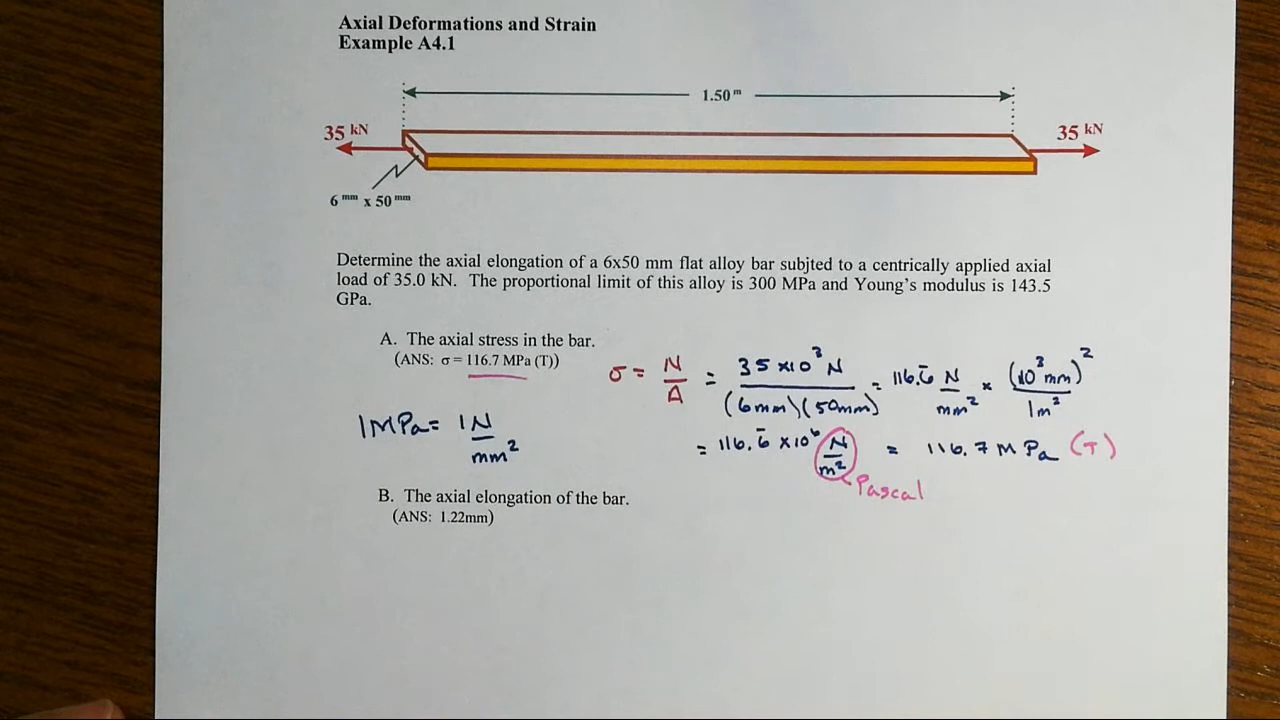 Axial Deformations and Strain
Example A4.1
1.50 m
35 kN
35 kN
6 mm x 50 mm
Determine the axial elongation of a 6x50 mm flat alloy bar subjted to a centrically applied axial
load of 35.0 kN. The proportional limit of this alloy is 300 MPa and Young's modulus is 143.5
GPa.
A. The axial stress in the bar.
(ANS: σ = 116.7 MPa (T))
σ = N/A = 35 x10³ N / (6mm)(50mm) = 116.6̄ N/mm² x (10³ mm)²/1m²
= 116.6̄ x10⁶ N/m² = 116.7 MPa (T)
Pascal
1MPa = 1N/mm²
B. The axial elongation of the bar.
(ANS: 1.22mm)